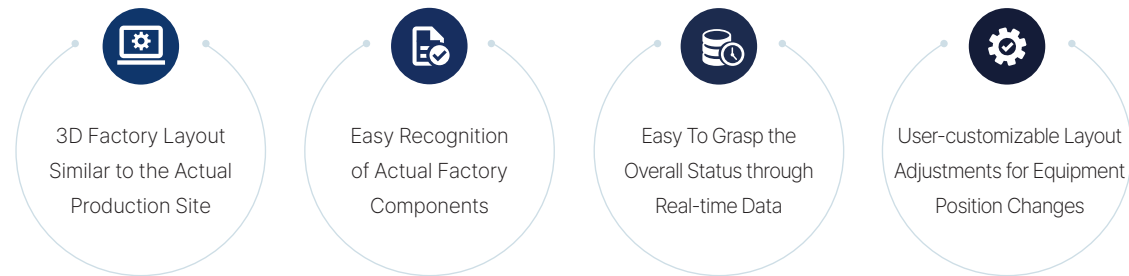 3D Factory Layout
Similar to the Actual
Production Site
Easy Recognition
of Actual Factory
Components
Easy To Grasp the
Overall Status through
Real-time Data
User-customizable Layout
Adjustments for Equipment
Position Changes